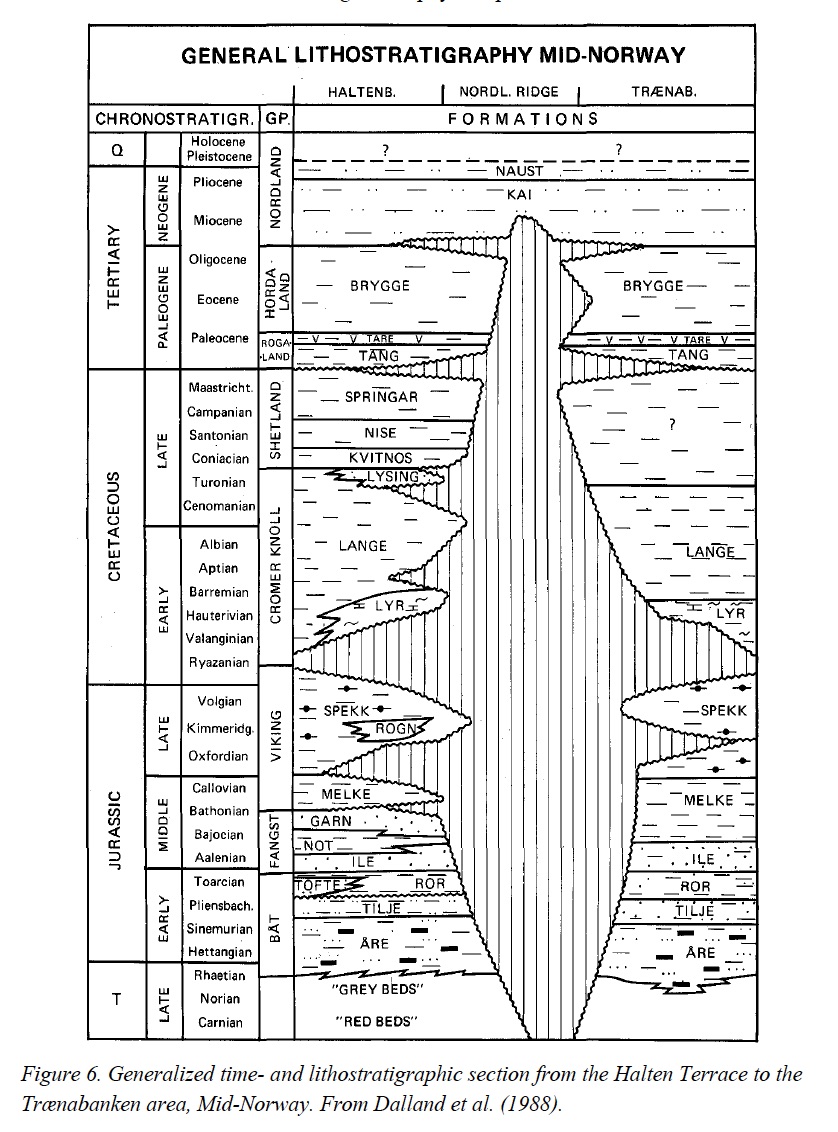 GENERAL LITHOSTRATIGRAPHY MID-NORWAY
HALTENB. NORDL. RIDGE TRÆNAB.
CHRONOSTRATIGR. GP. FORMATIONS
Q
Holocene
Pleistocene
? ?
NAUST
TERTIARY
NEOGENE
Pliocene
Miocene
NORDLAND
KAI
PALEOGENE
Oligocene
Eocene
Paleocene
HORDA-
LAND
BRYGGE BRYGGE
ROGA-
LAND
V V TARE V V V V TARE V
TANG TANG
CRETACEOUS
LATE
Maastricht.
Campanian
Santonian
Coniacian
Turonian
Cenomanian
SHETLAND
SPRINGAR
NISE
KVITNOS
LYSING
?
EARLY
Albian
Aptian
Barremian
Hauterivian
Valanginian
Ryazanian
CROMER KNOLL
LANGE LANGE
LYR LYR
JURASSIC
LATE
Volgian
Kimmeridg.
Oxfordian
VIKING
SPEKK SPEKK
ROGN
MIDDLE
Callovian
Bathonian
Bajocian
Aalenian
MELKE MELKE
FANGST
GARN
NOT
ILE ILE
EARLY
Toarcian
Pliensbach.
Sinemurian
Hettangian
BÅT
TOFTE ROR ROR
TILJE TILJE
ÅRE ÅRE
T
LATE
Rhaetian
Norian
Carnian
"GREY BEDS"
"RED BEDS"
Figure 6. Generalized time- and lithostratigraphic section from the Halten Terrace to the
Trænabanken area, Mid-Norway. From Dalland et al. (1988).